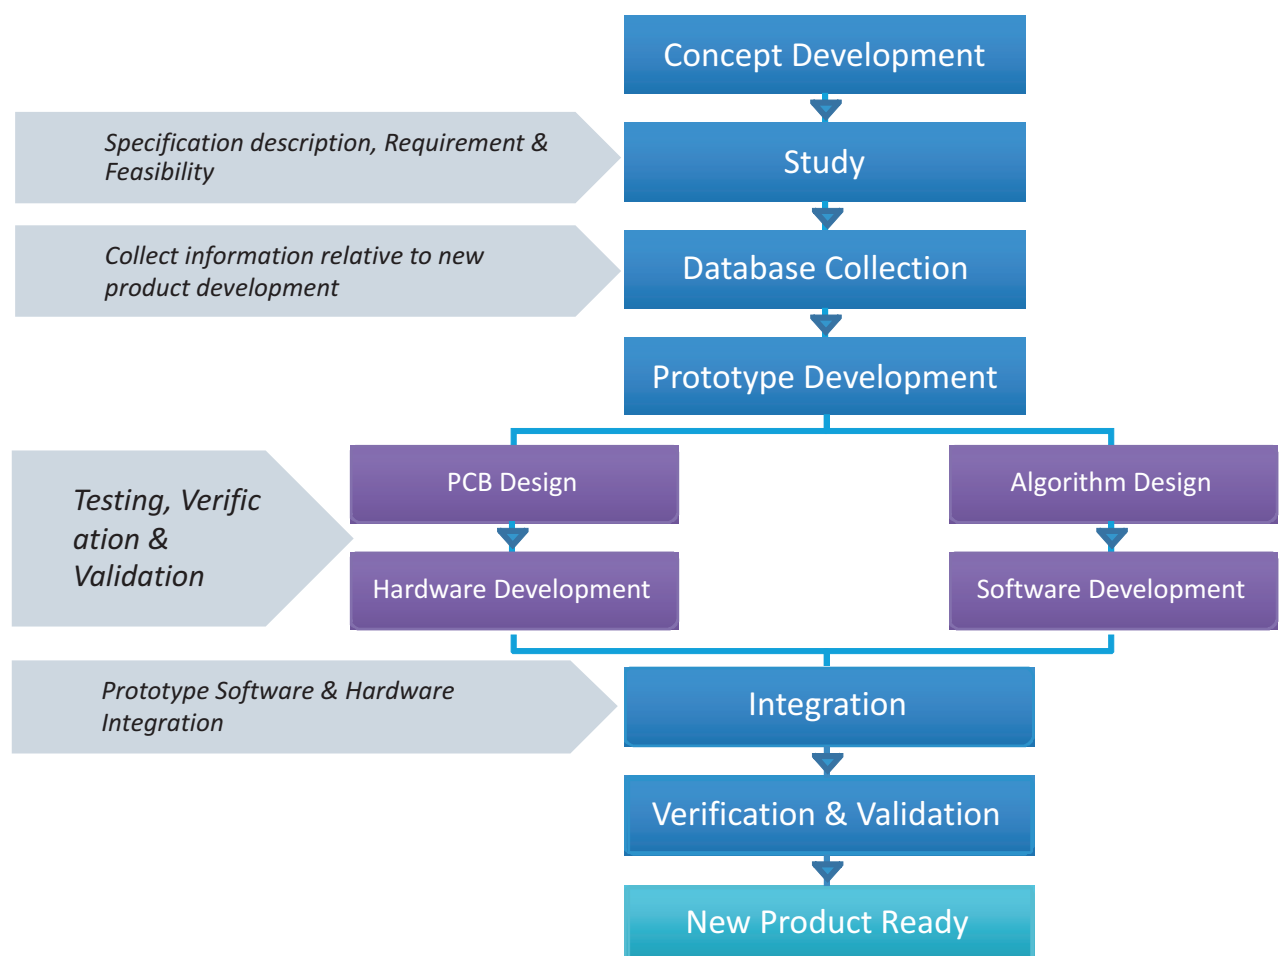 Concept Development
Specification description, Requirement &
Feasibility
Study
Collect information relative to new
product development
Database Collection
Prototype Development
Testing, Verific
ation &
Validation
PCB Design
Algorithm Design
Hardware Development
Software Development
Prototype Software & Hardware
Integration
Integration
Verification & Validation
New Product Ready